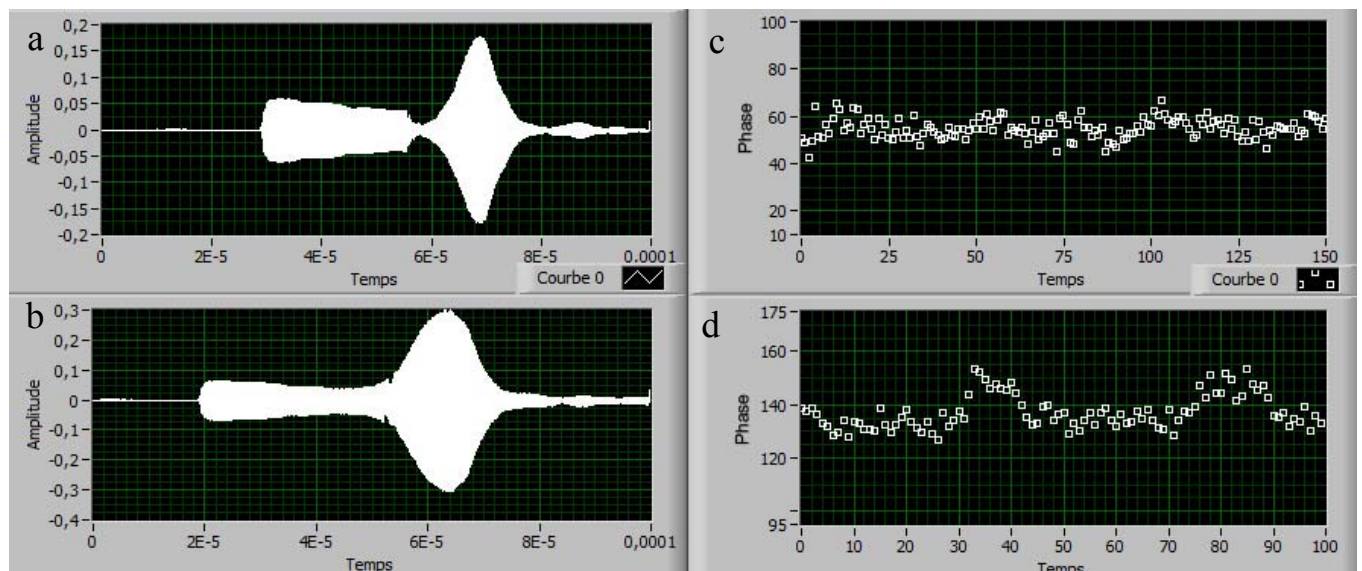 a
0,2
0,15
0,1
0,05
0
-0,05
-0,1
-0,15
-0,2
Amplitude
0 2E-5 4E-5 6E-5 8E-5 0,0001
Temps
Courbe 0
b
0,3
0,2
0,1
0
-0,1
-0,2
-0,3
-0,4
Amplitude
0 2E-5 4E-5 6E-5 8E-5 0,0001
Temps
c
100
80
60
40
20
10
Phase
0 25 50 75 100 125 150
Temps
Courbe 0
d
175
160
140
120
95
Phase
0 10 20 30 40 50 60 70 80 90 100
Temps